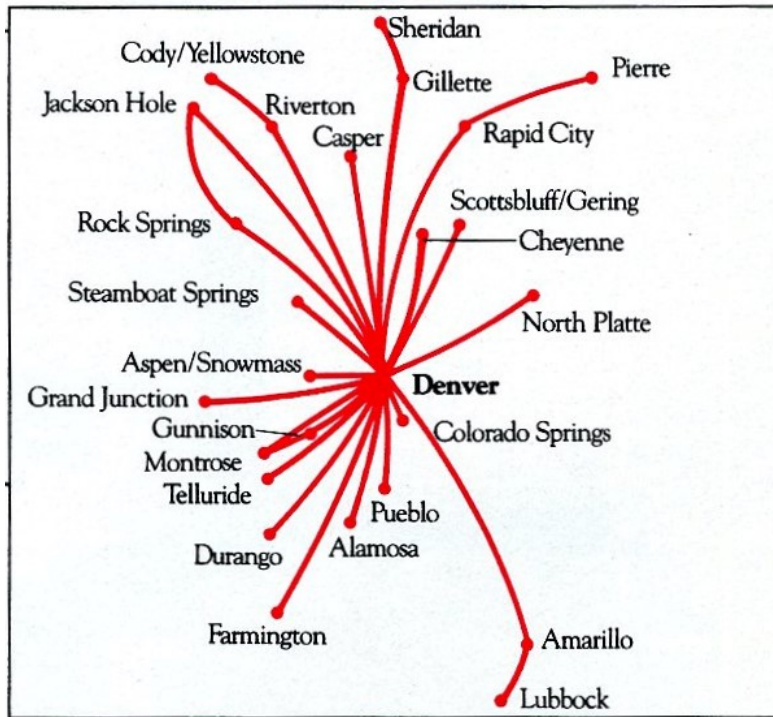 Sheridan
Cody/Yellowstone
Gillette
Pierre
Jackson Hole
Riverton
Casper
Rapid City
Scottsbluff/Gering
Rock Springs
Cheyenne
Steamboat Springs
North Platte
Aspen/Snowmass
Denver
Grand Junction
Gunnison
Colorado Springs
Montrose
Telluride
Pueblo
Durango
Alamosa
Farmington
Amarillo
Lubbock